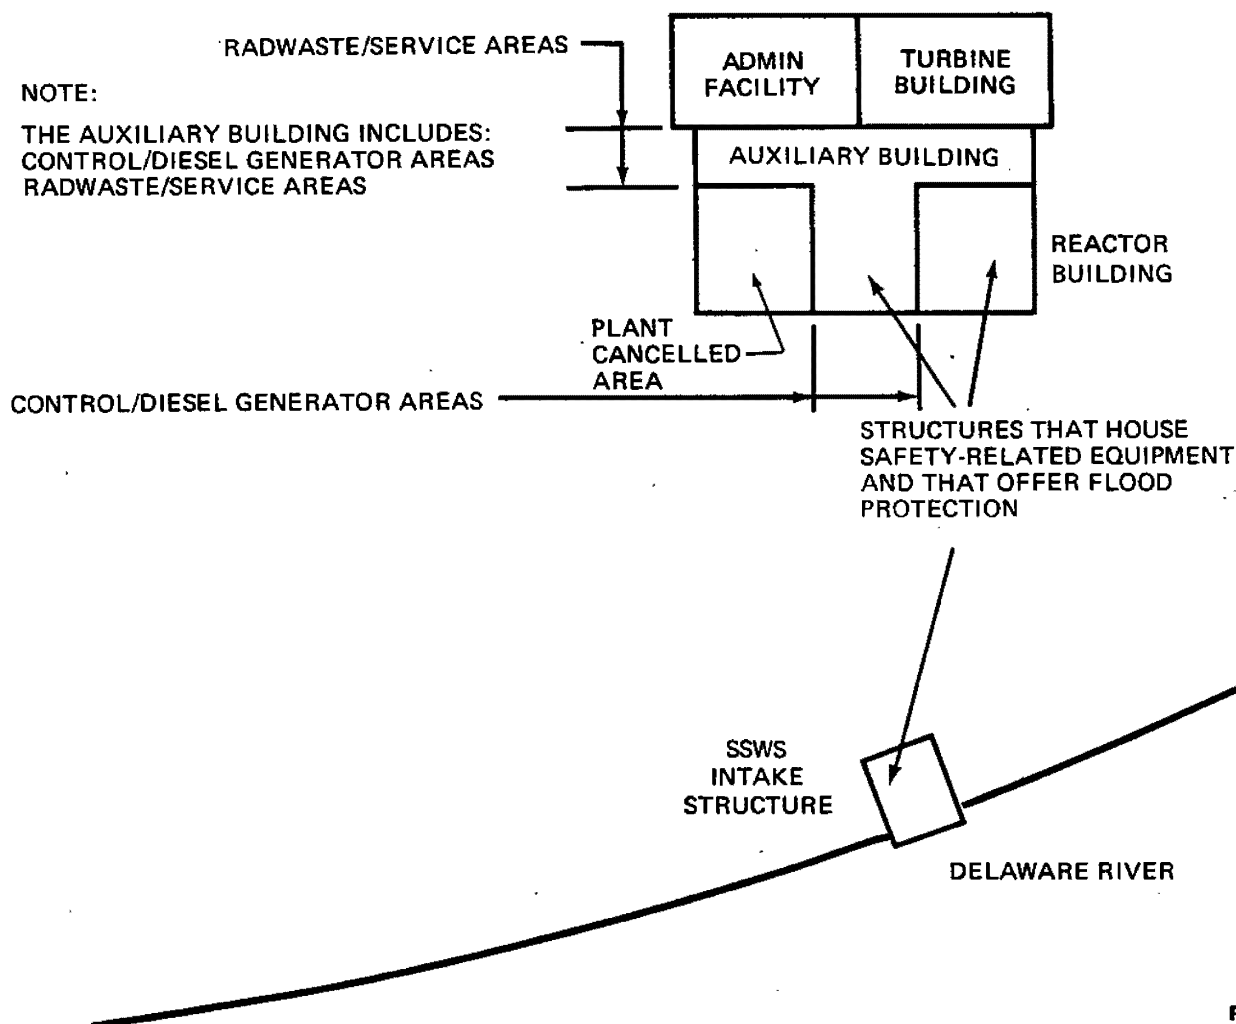 RADWASTE/SERVICE AREAS
ADMIN
FACILITY
TURBINE
BUILDING
NOTE:
THE AUXILIARY BUILDING INCLUDES:
CONTROL/DIESEL GENERATOR AREAS
RADWASTE/SERVICE AREAS
AUXILIARY BUILDING
REACTOR
BUILDING
PLANT
CANCELLED
AREA
CONTROL/DIESEL GENERATOR AREAS
STRUCTURES THAT HOUSE
SAFETY-RELATED EQUIPMENT
AND THAT OFFER FLOOD
PROTECTION
SSWS
INTAKE
STRUCTURE
DELAWARE RIVER